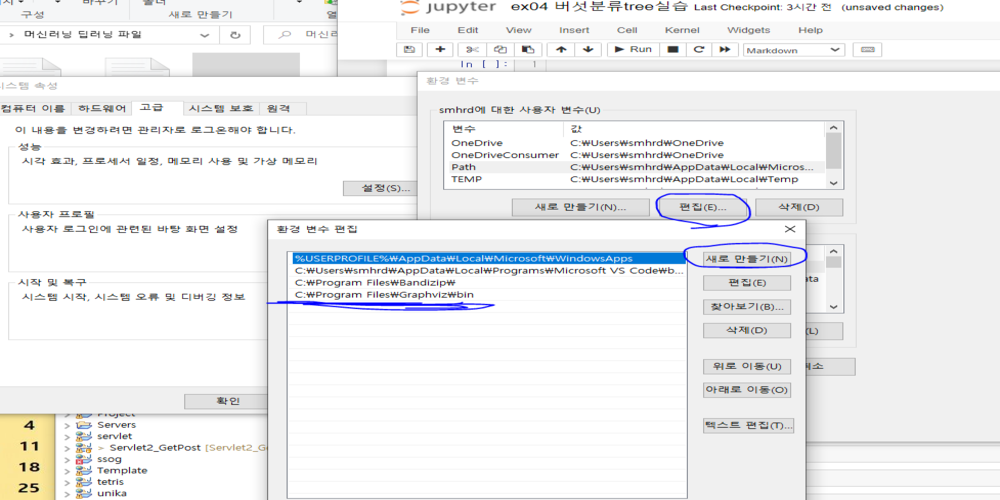 바꾸기
폴더
구성
새로 만들기
열
머신러닝 딥러닝 파일
머신러
jupyter ex04 버섯분류tree실습 Last Checkpoint: 3시간 전 (unsaved changes)
File Edit View Insert Cell Kernel Widgets Help
Run
Markdown
In [ ]: 1
시스템 속성
컴퓨터 이름 하드웨어 고급 시스템 보호 원격
이 내용을 변경하려면 관리자로 로그온해야 합니다.
성능
시각 효과, 프로세서 일정, 메모리 사용 및 가상 메모리
설정(S)...
사용자 프로필
사용자 로그인에 관련된 바탕 화면 설정
시작 및 복구
시스템 시작, 시스템 오류 및 디버깅 정보
확인
환경 변수
smhrd에 대한 사용자 변수(U)
변수 값
OneDrive C:₩Users₩smhrd₩OneDrive
OneDriveConsumer C:₩Users₩smhrd₩OneDrive
Path C:₩Users₩smhrd₩AppData₩Local₩Micros...
TEMP C:₩Users₩smhrd₩AppData₩Local₩Temp
새로 만들기(N)... 편집(E)... 삭제(D)
ata
(L)
취소
환경 변수 편집
%USERPROFILE%₩AppData₩Local₩Microsoft₩WindowsApps
C:₩Users₩smhrd₩AppData₩Local₩Programs₩Microsoft VS Code₩b...
C:₩Program Files₩Bandizip₩
C:₩Program Files₩Graphviz₩bin
새로 만들기(N)
편집(E)
찾아보기(B)...
삭제(D)
위로 이동(U)
아래로 이동(O)
텍스트 편집(T)...
4
11
18
25
Project
Servers
servlet
> Servlet2_GetPost [Servlet2_G
ssog
Template
tetris
unika